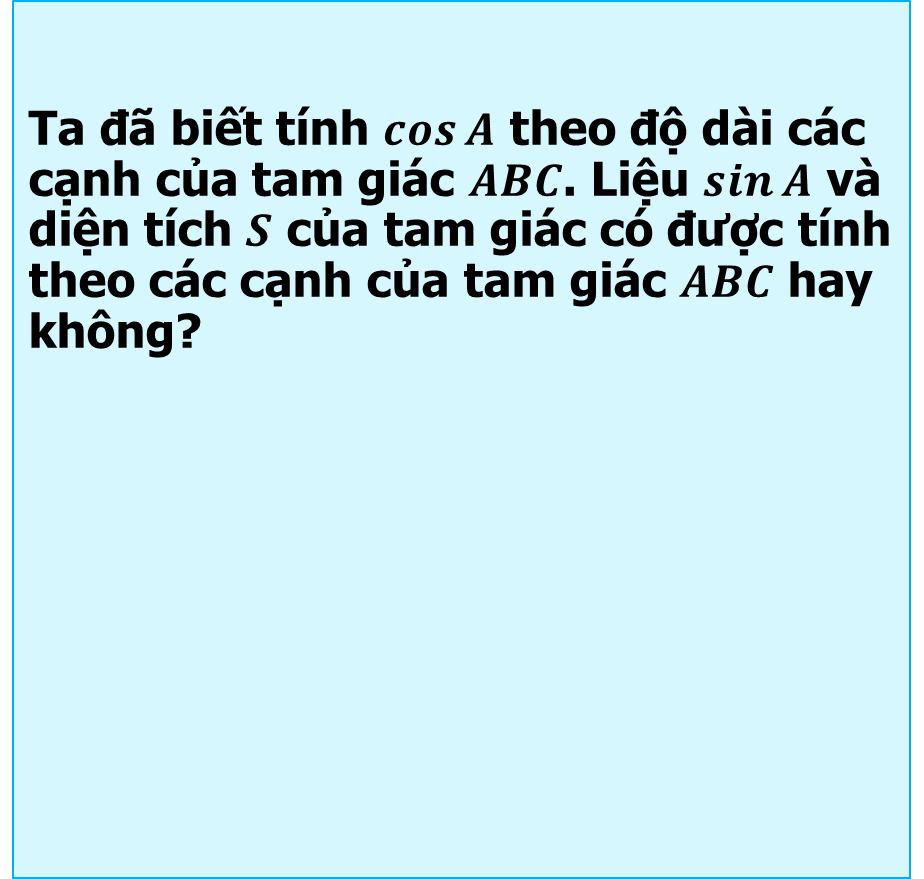 Ta đã biết tính cos A theo độ dài các
cạnh của tam giác ABC. Liệu sin A và
diện tích S của tam giác có được tính
theo các cạnh của tam giác ABC hay
không?